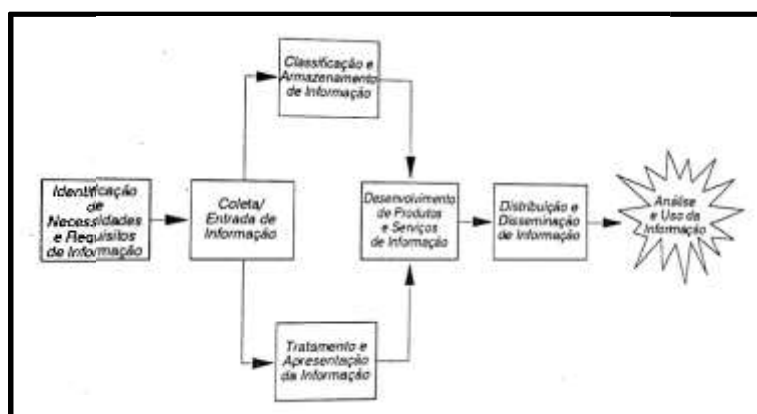 Classificação e
Armazenamento
de Informação
Identificação
de
Necessidades
e Requisitos
de Informação
Coleta/
Entrada de
Informação
Desenvolvimento
de Produtos
e Serviços
de Informação
Distribuição e
Disseminação
de Informação
Análise
e Uso da
Informação
Tratamento e
Apresentação
da Informação